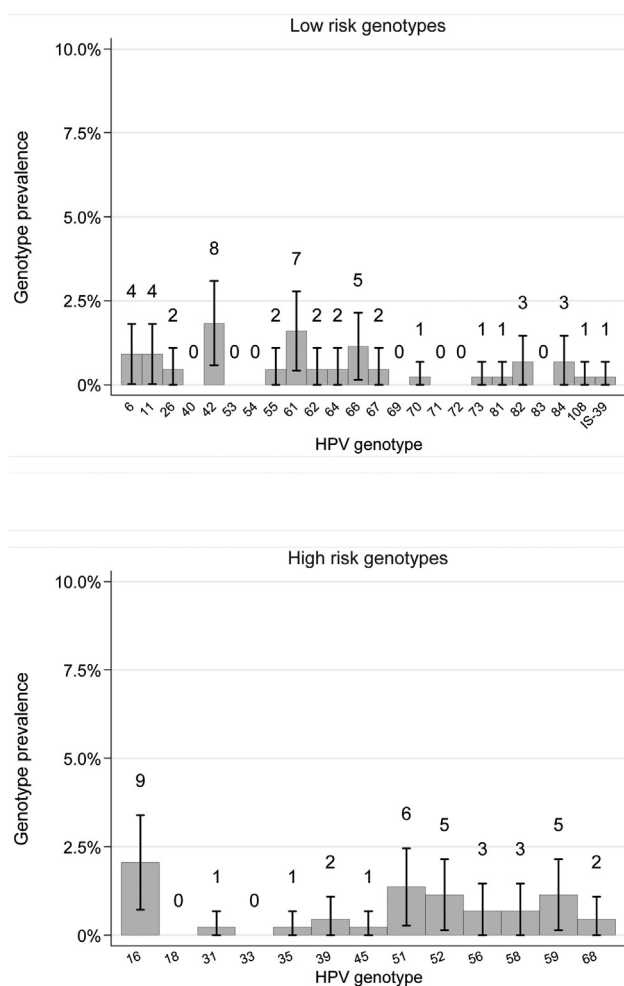 Low risk genotypes
10.0%
7.5%
5.0%
2.5%
0%
Genotype prevalence
4 4 2 0 8 0 0 2 7 2 2 5 2 0 1 0 0 1 1 3 0 3 1 1
6 11 26 40 42 53 54 55 61 62 64 66 67 69 70 71 72 73 81 82 83 84 108 IS-39
HPV genotype
High risk genotypes
10.0%
7.5%
5.0%
2.5%
0%
Genotype prevalence
9 0 1 0 1 2 1 6 5 3 3 5 2
16 18 31 33 35 39 45 51 52 56 58 59 68
HPV genotype